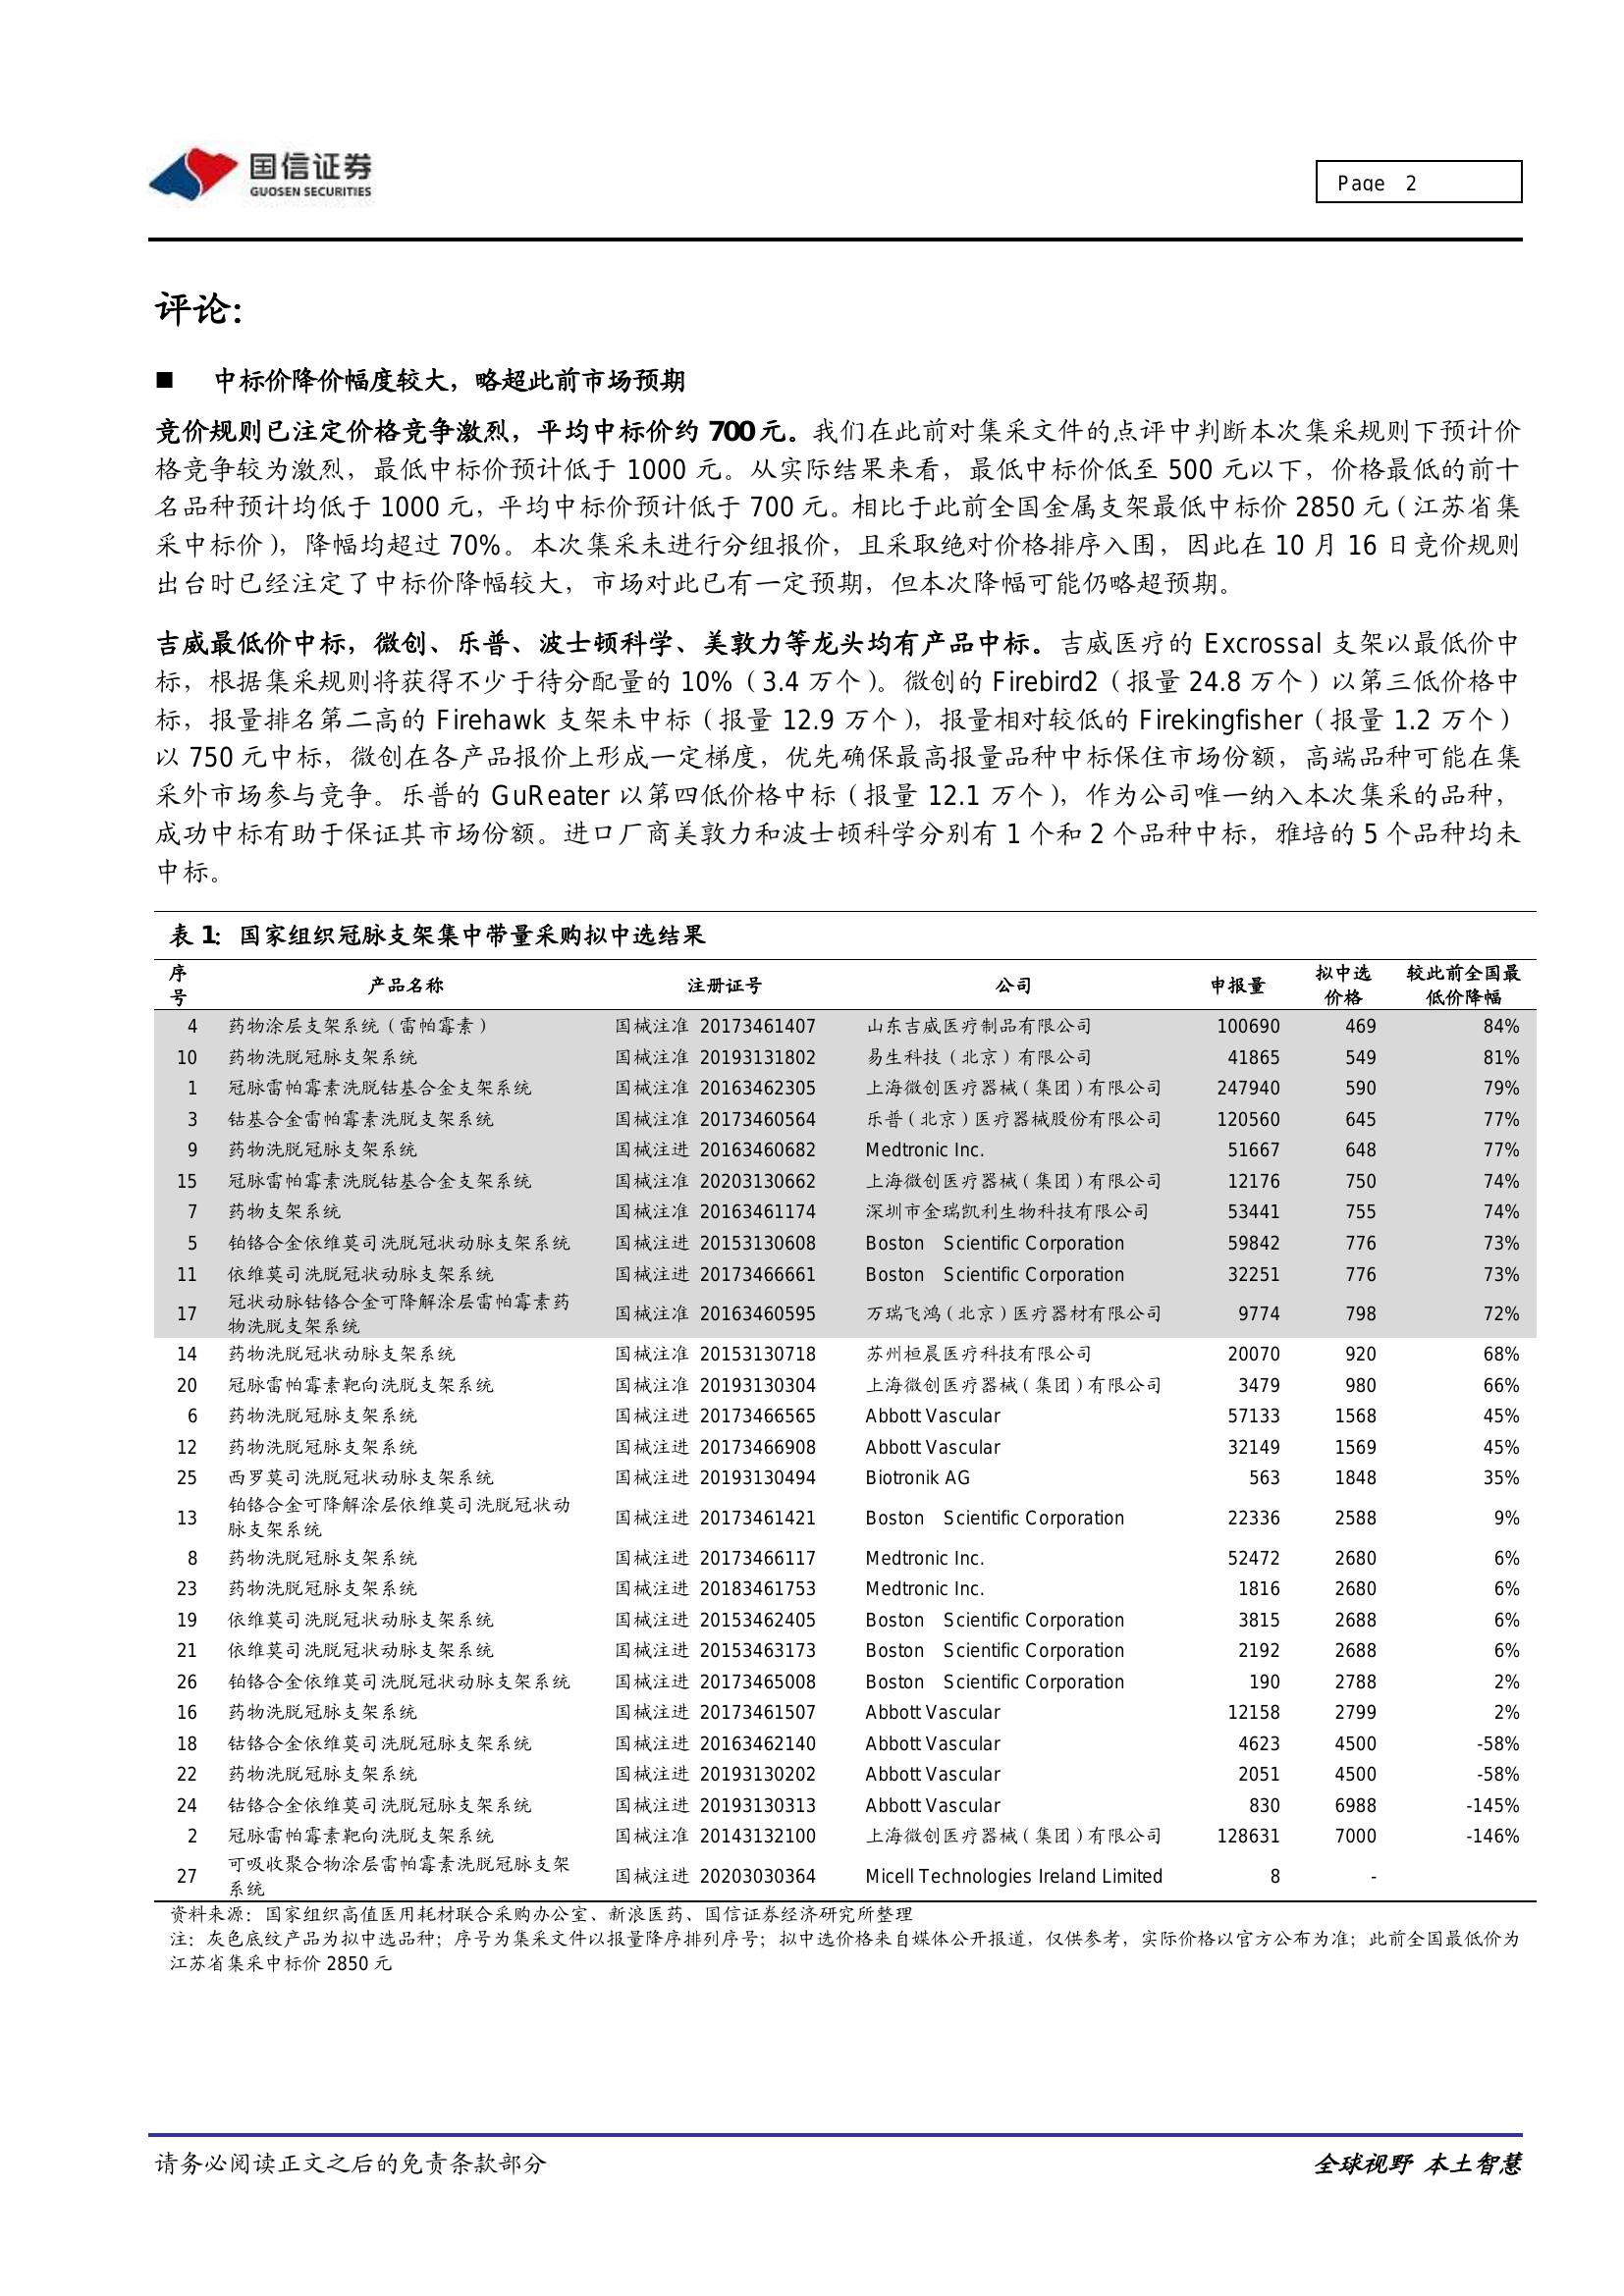 国信证券
GUOSEN SECURITIES
Page 2
评论：
■ 中标价降价幅度较大，略超此前市场预期
竞价规则已注定价格竞争激烈，平均中标价约 700 元。我们在此前对集采文件的点评中判断本次集采规则下预计价
格竞争较为激烈，最低中标价预计低于 1000 元。从实际结果来看，最低中标价低至 500 元以下，价格最低的前十
名品种预计均低于 1000 元，平均中标价预计低于 700 元。相比于此前全国金属支架最低中标价 2850 元（江苏省集
采中标价），降幅均超过 70%。本次集采未进行分组报价，且采取绝对价格排序入围，因此在 10 月 16 日竞价规则
出台时已经注定了中标价降幅较大，市场对此已有一定预期，但本次降幅可能仍略超预期。
吉威最低价中标，微创、乐普、波士顿科学、美敦力等龙头均有产品中标。吉威医疗的 Excrossal 支架以最低价中
标，根据集采规则将获得不少于待分配量的 10%（3.4 万个）。微创的 Firebird2（报量 24.8 万个）以第三低价格中
标，报量排名第二高的 Firehawk 支架未中标（报量 12.9 万个），报量相对较低的 Firekingfisher（报量 1.2 万个）
以 750 元中标，微创在各产品报价上形成一定梯度，优先确保最高报量品种中标保住市场份额，高端品种可能在集
采外市场参与竞争。乐普的 GuReater 以第四低价格中标（报量 12.1 万个），作为公司唯一纳入本次集采的品种，
成功中标有助于保证其市场份额。进口厂商美敦力和波士顿科学分别有 1 个和 2 个品种中标，雅培的 5 个品种均未
中标。
表 1：国家组织冠脉支架集中带量采购拟中选结果
序号 产品名称 注册证号 公司 申报量 拟中选价格 较此前全国最低价降幅
4 药物涂层支架系统（雷帕霉素） 国械注准 20173461407 山东吉威医疗制品有限公司 100690 469 84%
10 药物洗脱冠脉支架系统 国械注准 20193131802 易生科技（北京）有限公司 41865 549 81%
1 冠脉雷帕霉素洗脱钴基合金支架系统 国械注准 20163462305 上海微创医疗器械（集团）有限公司 247940 590 79%
3 钴基合金雷帕霉素洗脱支架系统 国械注准 20173460564 乐普（北京）医疗器械股份有限公司 120560 645 77%
9 药物洗脱冠脉支架系统 国械注进 20163460682 Medtronic Inc. 51667 648 77%
15 冠脉雷帕霉素洗脱钴基合金支架系统 国械注准 20203130662 上海微创医疗器械（集团）有限公司 12176 750 74%
7 药物支架系统 国械注准 20163461174 深圳市金瑞凯利生物科技有限公司 53441 755 74%
5 铂铬合金依维莫司洗脱冠状动脉支架系统 国械注进 20153130608 Boston Scientific Corporation 59842 776 73%
11 依维莫司洗脱冠状动脉支架系统 国械注进 20173466661 Boston Scientific Corporation 32251 776 73%
17 冠状动脉钴铬合金可降解涂层雷帕霉素药物洗脱支架系统 国械注准 20163460595 万瑞飞鸿（北京）医疗器材有限公司 9774 798 72%
14 药物洗脱冠状动脉支架系统 国械注准 20153130718 苏州桓晨医疗科技有限公司 20070 920 68%
20 冠脉雷帕霉素靶向洗脱支架系统 国械注准 20193130304 上海微创医疗器械（集团）有限公司 3479 980 66%
6 药物洗脱冠脉支架系统 国械注进 20173466565 Abbott Vascular 57133 1568 45%
12 药物洗脱冠脉支架系统 国械注进 20173466908 Abbott Vascular 32149 1569 45%
25 西罗莫司洗脱冠状动脉支架系统 国械注进 20193130494 Biotronik AG 563 1848 35%
13 铂铬合金可降解涂层依维莫司洗脱冠状动脉支架系统 国械注进 20173461421 Boston Scientific Corporation 22336 2588 9%
8 药物洗脱冠脉支架系统 国械注进 20173466117 Medtronic Inc. 52472 2680 6%
23 药物洗脱冠脉支架系统 国械注进 20183461753 Medtronic Inc. 1816 2680 6%
19 依维莫司洗脱冠状动脉支架系统 国械注进 20153462405 Boston Scientific Corporation 3815 2688 6%
21 依维莫司洗脱冠状动脉支架系统 国械注进 20153463173 Boston Scientific Corporation 2192 2688 6%
26 铂铬合金依维莫司洗脱冠状动脉支架系统 国械注进 20173465008 Boston Scientific Corporation 190 2788 2%
16 药物洗脱冠脉支架系统 国械注进 20173461507 Abbott Vascular 12158 2799 2%
18 钴铬合金依维莫司洗脱冠脉支架系统 国械注进 20163462140 Abbott Vascular 4623 4500 -58%
22 药物洗脱冠脉支架系统 国械注进 20193130202 Abbott Vascular 2051 4500 -58%
24 钴铬合金依维莫司洗脱冠脉支架系统 国械注进 20193130313 Abbott Vascular 830 6988 -145%
2 冠脉雷帕霉素靶向洗脱支架系统 国械注准 20143132100 上海微创医疗器械（集团）有限公司 128631 7000 -146%
27 可吸收聚合物涂层雷帕霉素洗脱冠脉支架系统 国械注进 20203030364 Micell Technologies Ireland Limited 8 -
资料来源：国家组织高值医用耗材联合采购办公室、新浪医药、国信证券经济研究所整理
注：灰色底纹产品为拟中选品种；序号为集采文件以报量降序排列序号；拟中选价格来自媒体公开报道，仅供参考，实际价格以官方公布为准；此前全国最低价为
江苏省集采中标价 2850 元
请务必阅读正文之后的免责条款部分
全球视野 本土智慧